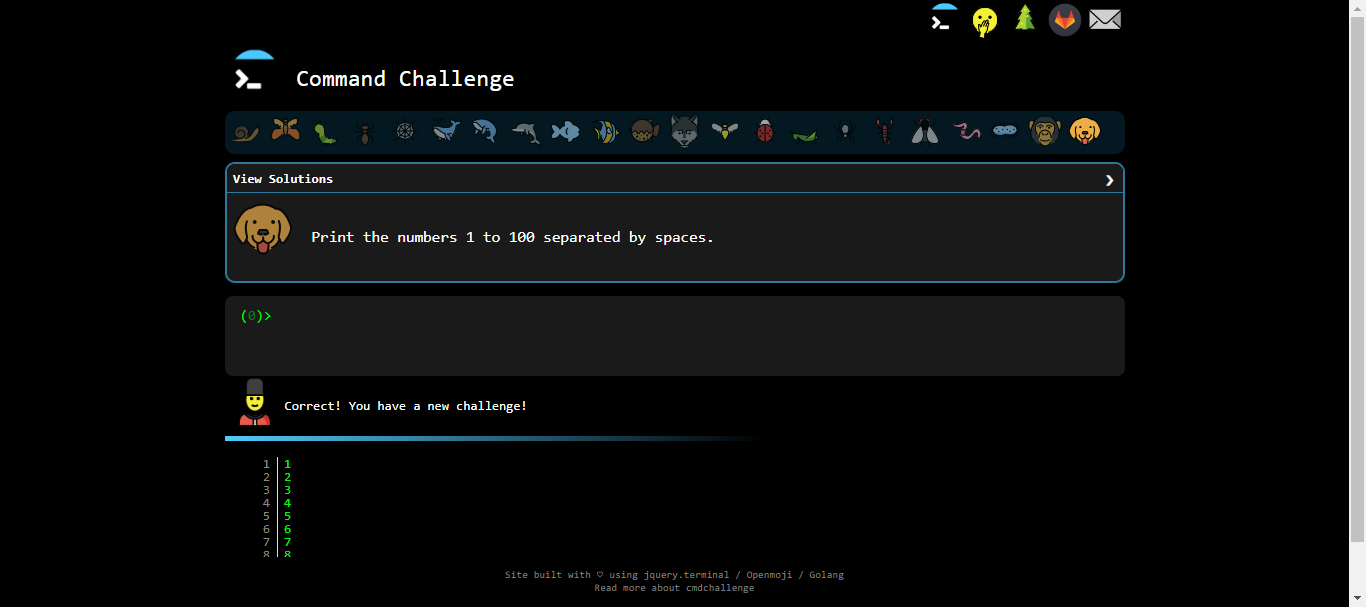 Command Challenge
View Solutions
Print the numbers 1 to 100 separated by spaces.
(0)>
Correct! You have a new challenge!
1 1
2 2
3 3
4 4
5 5
6 6
7 7
8 8
Site built with ♡ using jquery.terminal / Openmoji / Golang
Read more about cmdchallenge